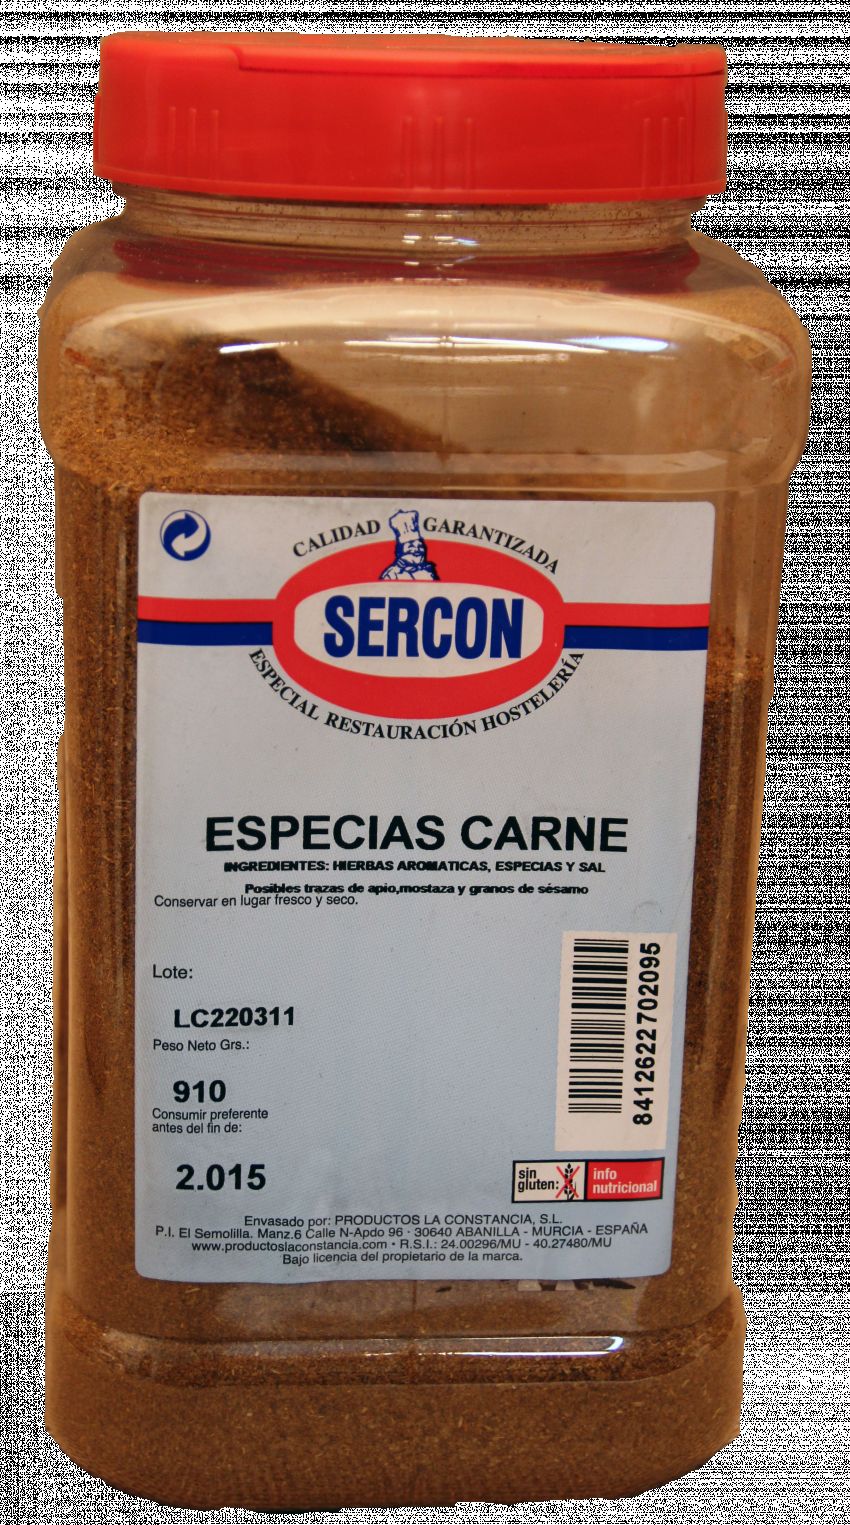 CALIDAD GARANTIZADA
SERCON
ESPECIAL RESTAURACIÓN HOSTELERÍA
ESPECIAS CARNE
INGREDIENTES: HIERBAS AROMATICAS, ESPECIAS Y SAL
Posibles trazas de apio,mostaza y granos de sésamo
Conservar en lugar fresco y seco.
Lote:
LC220311
Peso Neto Grs.:
910
Consumir preferente
antes del fin de:
2.015
8412622702095
sin
gluten:
info
nutricional
Envasado por: PRODUCTOS LA CONSTANCIA, S.L.
P.I. El Semolilla. Manz.6 Calle N-Apdo 96 · 30640 ABANILLA - MURCIA - ESPAÑA
www.productoslaconstancia.com • R.S.I.: 24.00296/MU - 40.27480/MU
Bajo licencia del propietario de la marca.